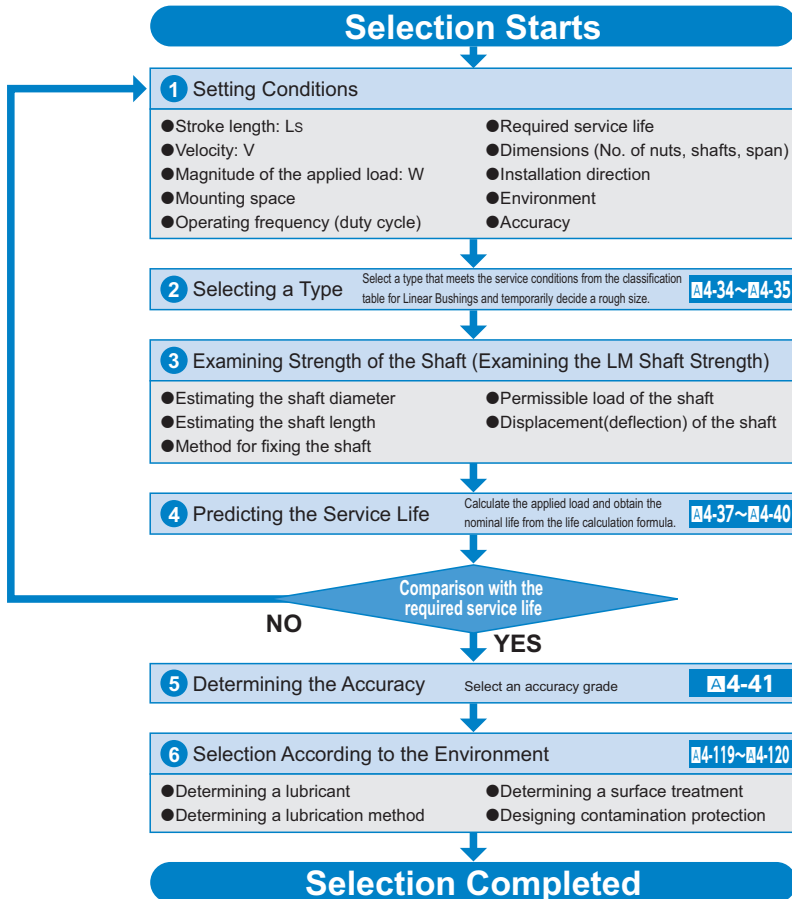 Selection Starts
1 Setting Conditions
●Stroke length: Ls
●Velocity: V
●Magnitude of the applied load: W
●Mounting space
●Operating frequency (duty cycle)
●Required service life
●Dimensions (No. of nuts, shafts, span)
●Installation direction
●Environment
●Accuracy
2 Selecting a Type
Select a type that meets the service conditions from the classification
table for Linear Bushings and temporarily decide a rough size.
A4-34~A4-35
3 Examining Strength of the Shaft (Examining the LM Shaft Strength)
●Estimating the shaft diameter
●Estimating the shaft length
●Method for fixing the shaft
●Permissible load of the shaft
●Displacement(deflection) of the shaft
4 Predicting the Service Life
Calculate the applied load and obtain the
nominal life from the life calculation formula.
A4-37~A4-40
Comparison with the
required service life
NO
YES
5 Determining the Accuracy
Select an accuracy grade
A4-41
6 Selection According to the Environment
A4-119~A4-120
●Determining a lubricant
●Determining a lubrication method
●Determining a surface treatment
●Designing contamination protection
Selection Completed